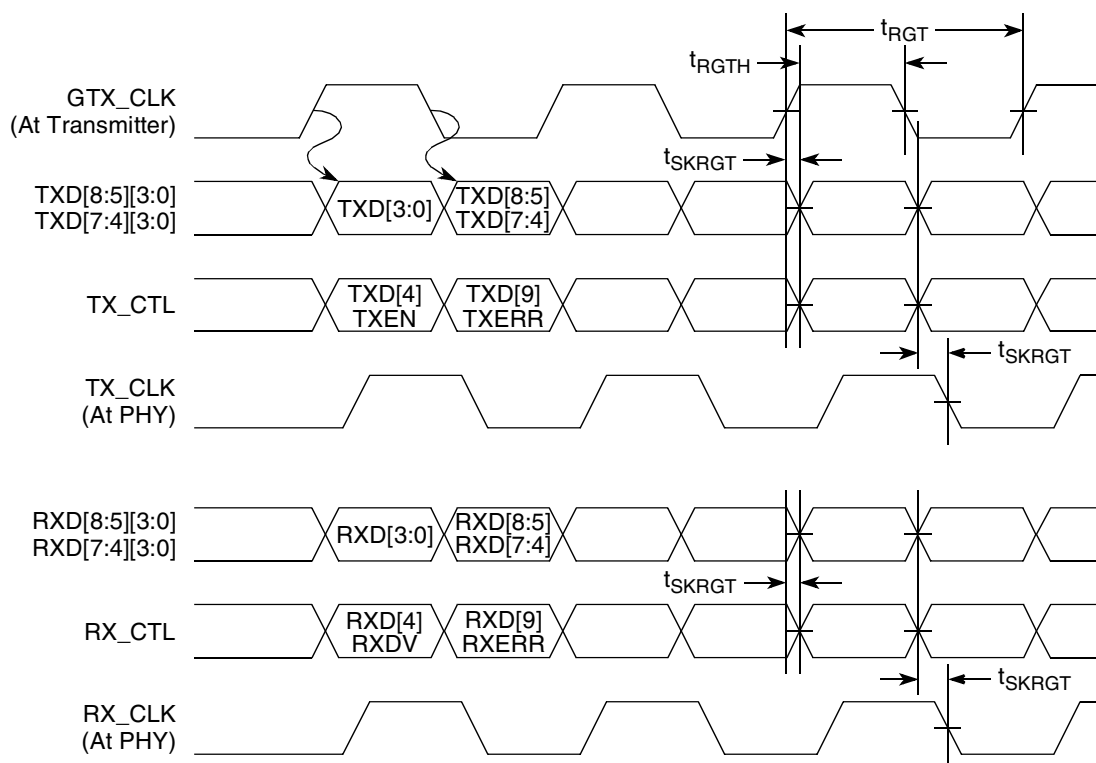 tRGT
tRGTH
GTX_CLK
(At Transmitter)
tSKRGT
TXD[8:5][3:0]
TXD[7:4][3:0]
TXD[3:0]
TXD[8:5]
TXD[7:4]
TX_CTL
TXD[4]
TXEN
TXD[9]
TXERR
tSKRGT
TX_CLK
(At PHY)
RXD[8:5][3:0]
RXD[7:4][3:0]
RXD[3:0]
RXD[8:5]
RXD[7:4]
tSKRGT
RX_CTL
RXD[4]
RXDV
RXD[9]
RXERR
tSKRGT
RX_CLK
(At PHY)